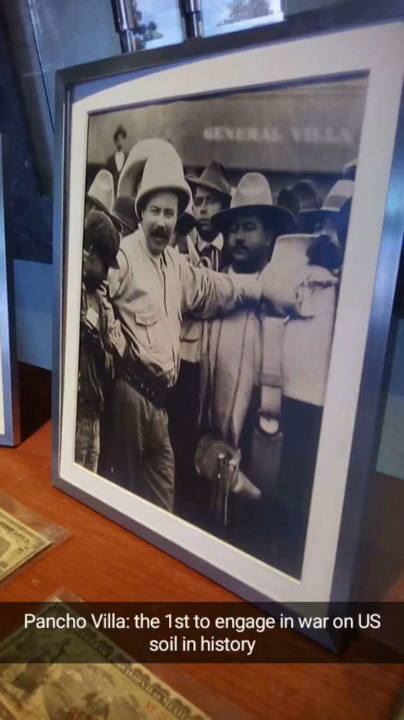 GENERAL VILLA
Pancho Villa: the 1st to engage in war on US
soil in history